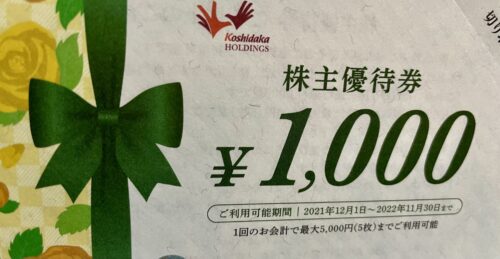 Koshidaka
HOLDINGS
切り
株主優待券
¥1,000
ご利用可能期間 | 2021年12月1日～2022年11月30日まで
1回のお会計で最大5,000円(5枚)までご利用可能